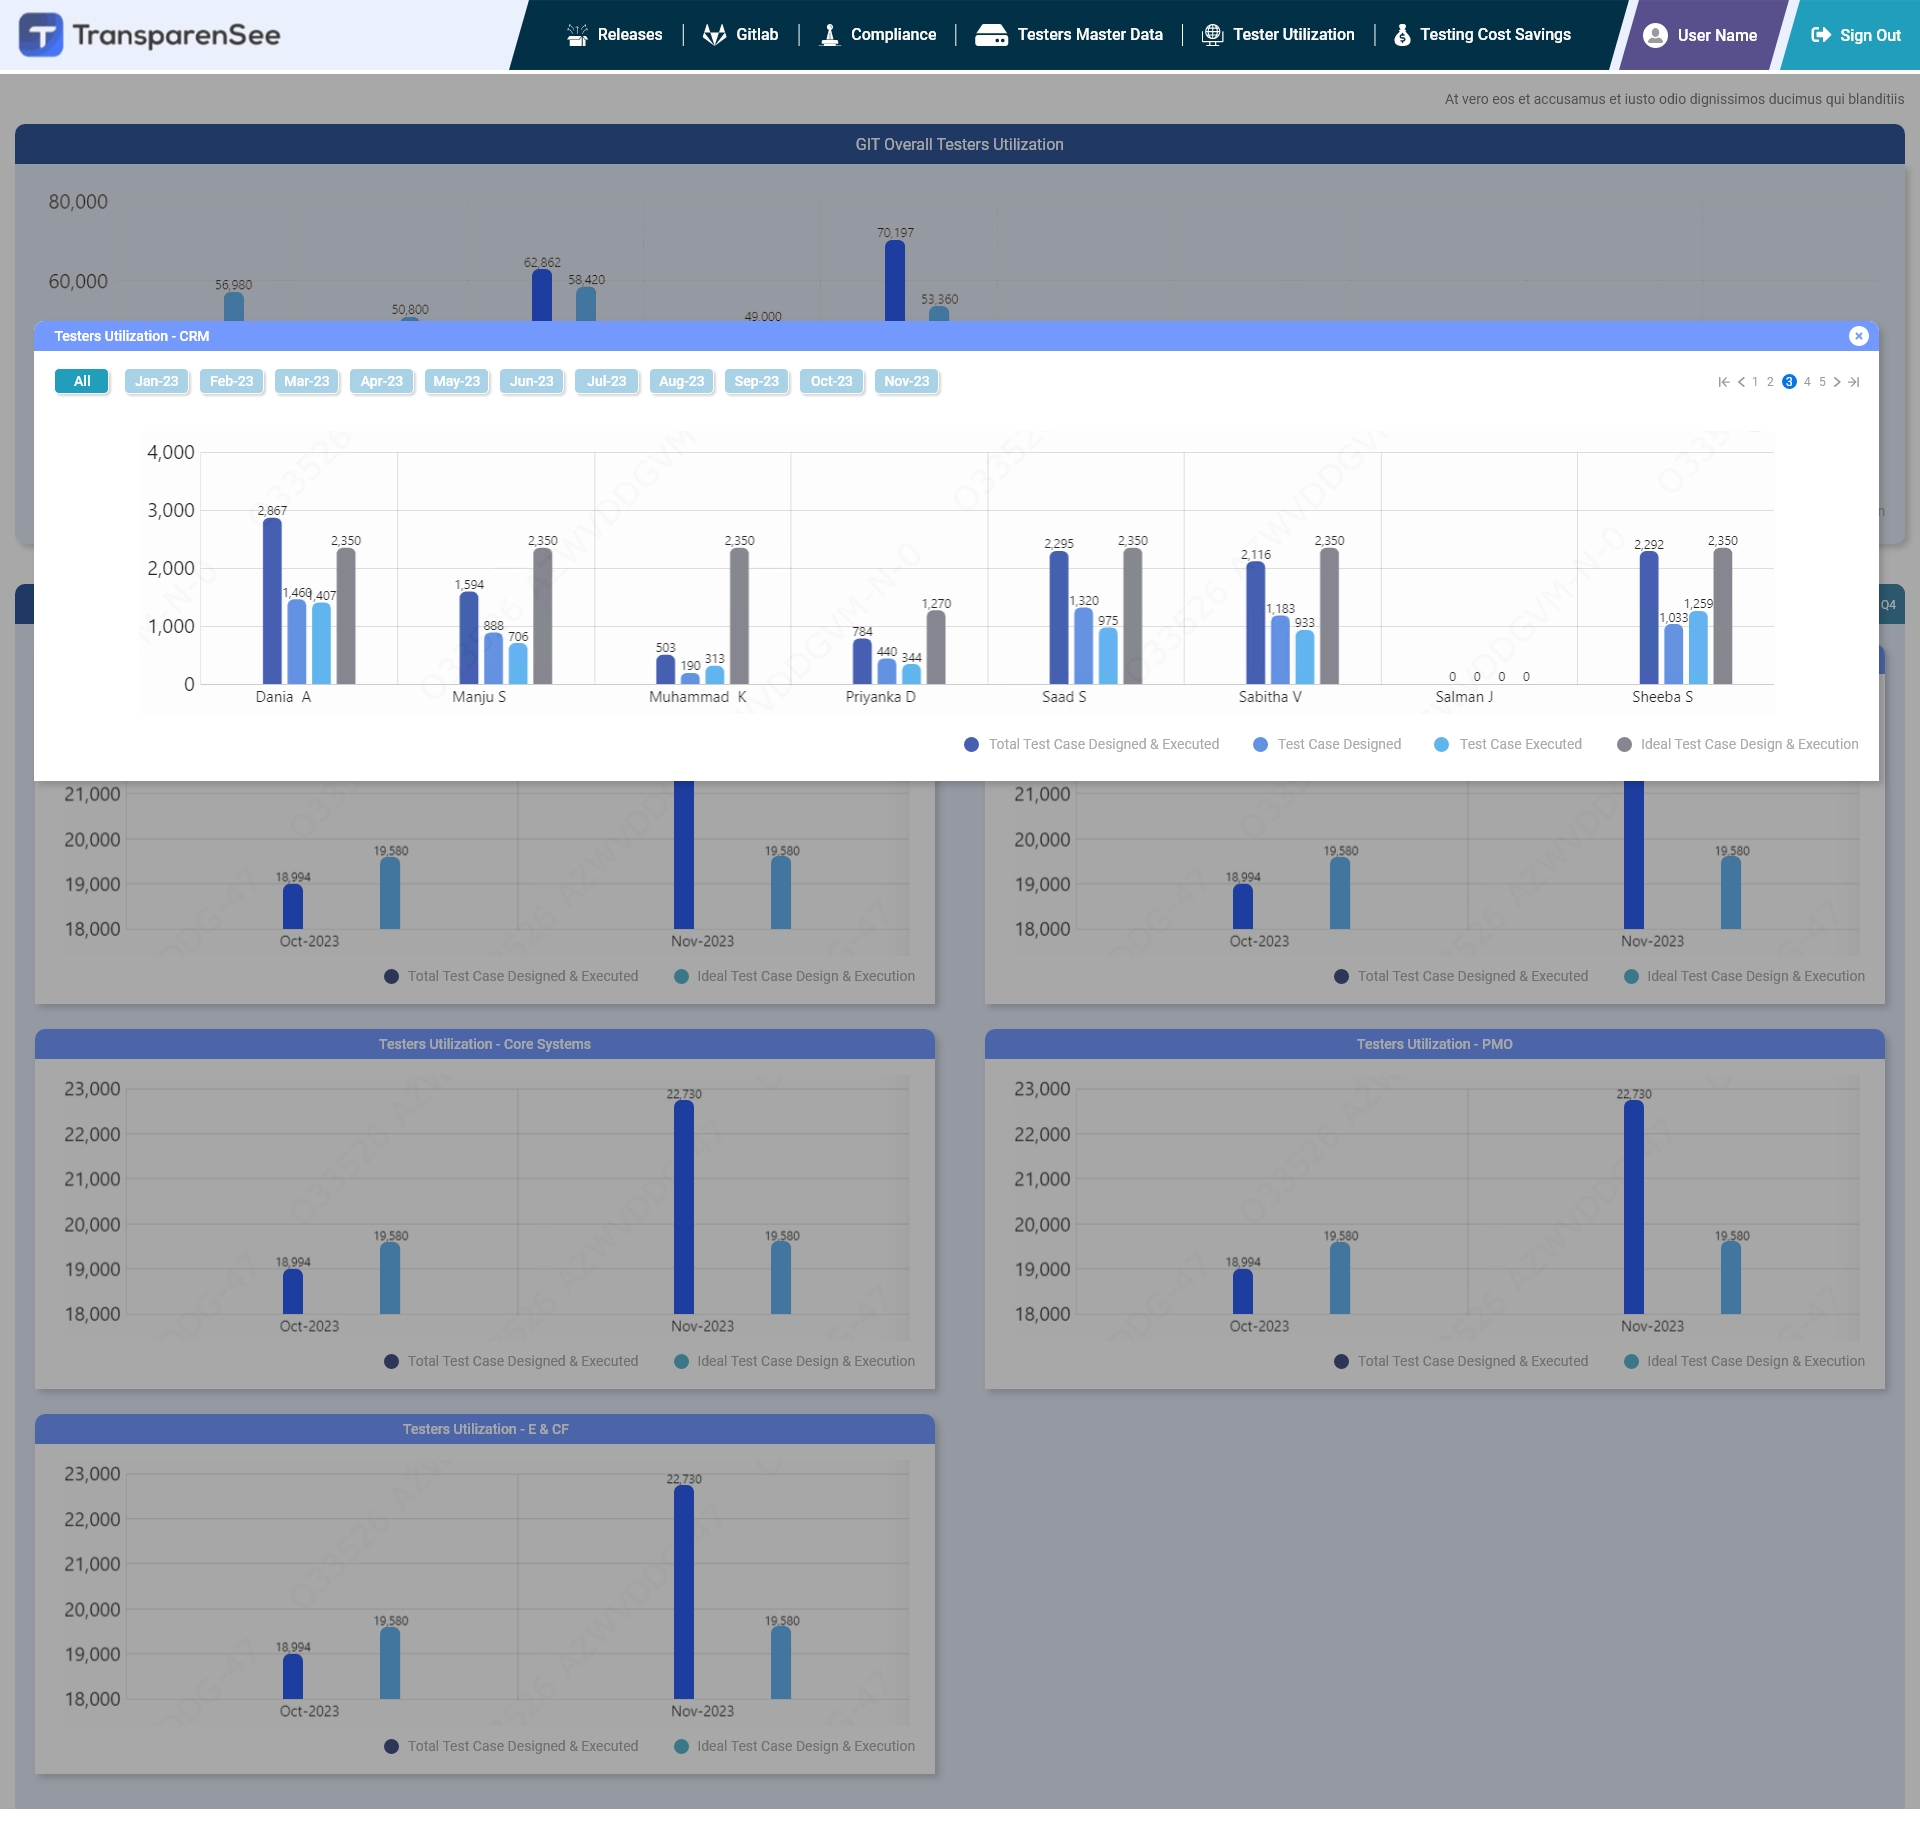 TransparenSee
Releases
Gitlab
Compliance
Testers Master Data
Tester Utilization
Testing Cost Savings
User Name
Sign Out
At vero eos et accusamus et iusto odio dignissimos ducimus qui blanditiis
GIT Overall Testers Utilization
80,000
60,000
56,980
50,800
62,862
58,420
49,000
70,197
53,360
Testers Utilization - CRM
All Jan-23 Feb-23 Mar-23 Apr-23 May-23 Jun-23 Jul-23 Aug-23 Sep-23 Oct-23 Nov-23
1 2 3 4 5
4,000
3,000
2,000
1,000
0
2,867 1,460 1,407 2,350
1,594 888 706 2,350
503 190 313 2,350
784 440 344 1,270
2,295 1,320 975 2,350
2,116 1,183 933 2,350
0 0 0 0
2,292 1,033 1,259 2,350
Dania A Manju S Muhammad K Priyanka D Saad S Sabitha V Salman J Sheeba S
Total Test Case Designed & Executed Test Case Designed Test Case Executed Ideal Test Case Design & Execution
Q4
21,000
20,000
19,000
18,000
18,994 19,580 19,580
Oct-2023 Nov-2023
Total Test Case Designed & Executed Ideal Test Case Design & Execution
21,000
20,000
19,000
18,000
18,994 19,580 19,580
Oct-2023 Nov-2023
Total Test Case Designed & Executed Ideal Test Case Design & Execution
Testers Utilization - Core Systems
23,000
22,000
21,000
20,000
19,000
18,000
18,994 19,580 22,730 19,580
Oct-2023 Nov-2023
Total Test Case Designed & Executed Ideal Test Case Design & Execution
Testers Utilization - PMO
23,000
22,000
21,000
20,000
19,000
18,000
18,994 19,580 22,730 19,580
Oct-2023 Nov-2023
Total Test Case Designed & Executed Ideal Test Case Design & Execution
Testers Utilization - E & CF
23,000
22,000
21,000
20,000
19,000
18,000
18,994 19,580 22,730 19,580
Oct-2023 Nov-2023
Total Test Case Designed & Executed Ideal Test Case Design & Execution